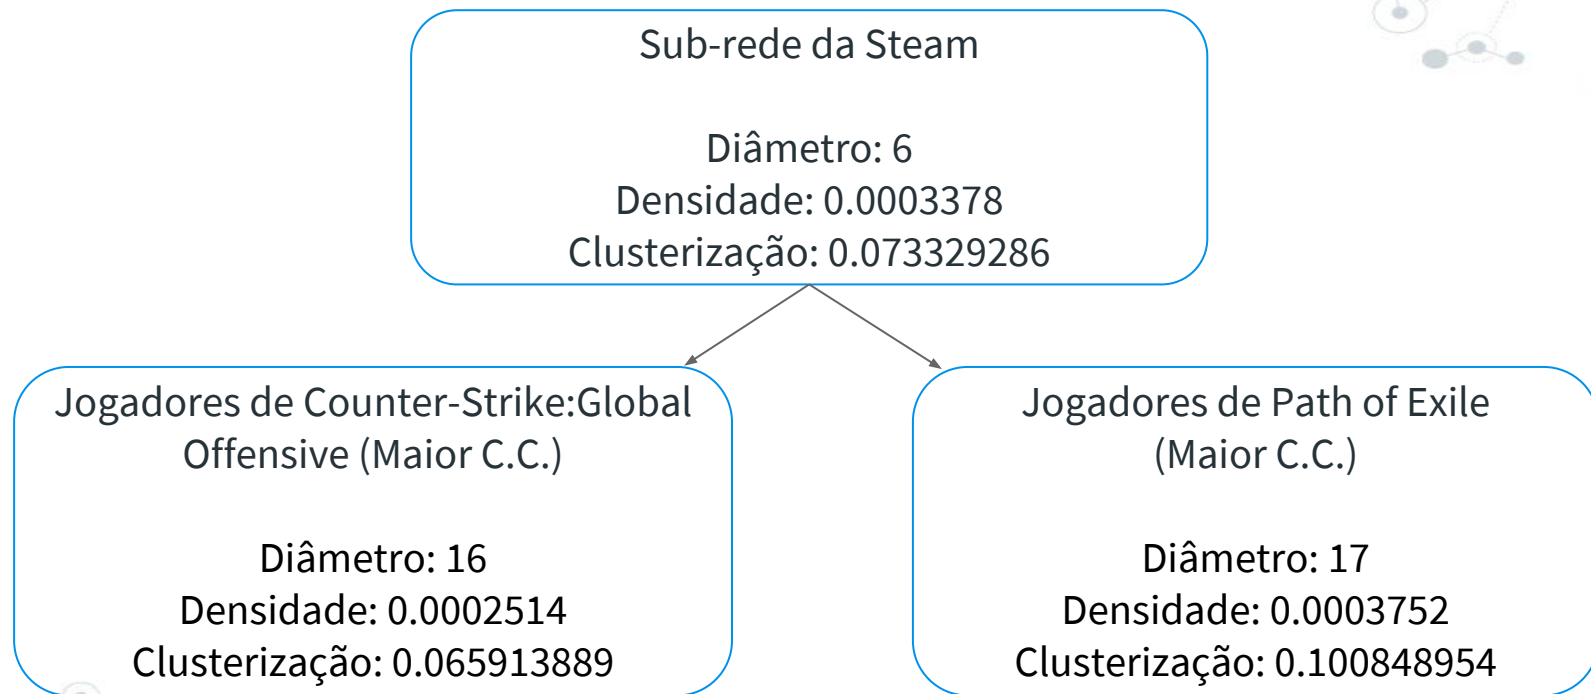 Sub-rede da Steam
Diâmetro: 6
Densidade: 0.0003378
Clusterização: 0.073329286
Jogadores de Counter-Strike:Global
Offensive (Maior C.C.)
Diâmetro: 16
Densidade: 0.0002514
Clusterização: 0.065913889
Jogadores de Path of Exile
(Maior C.C.)
Diâmetro: 17
Densidade: 0.0003752
Clusterização: 0.100848954